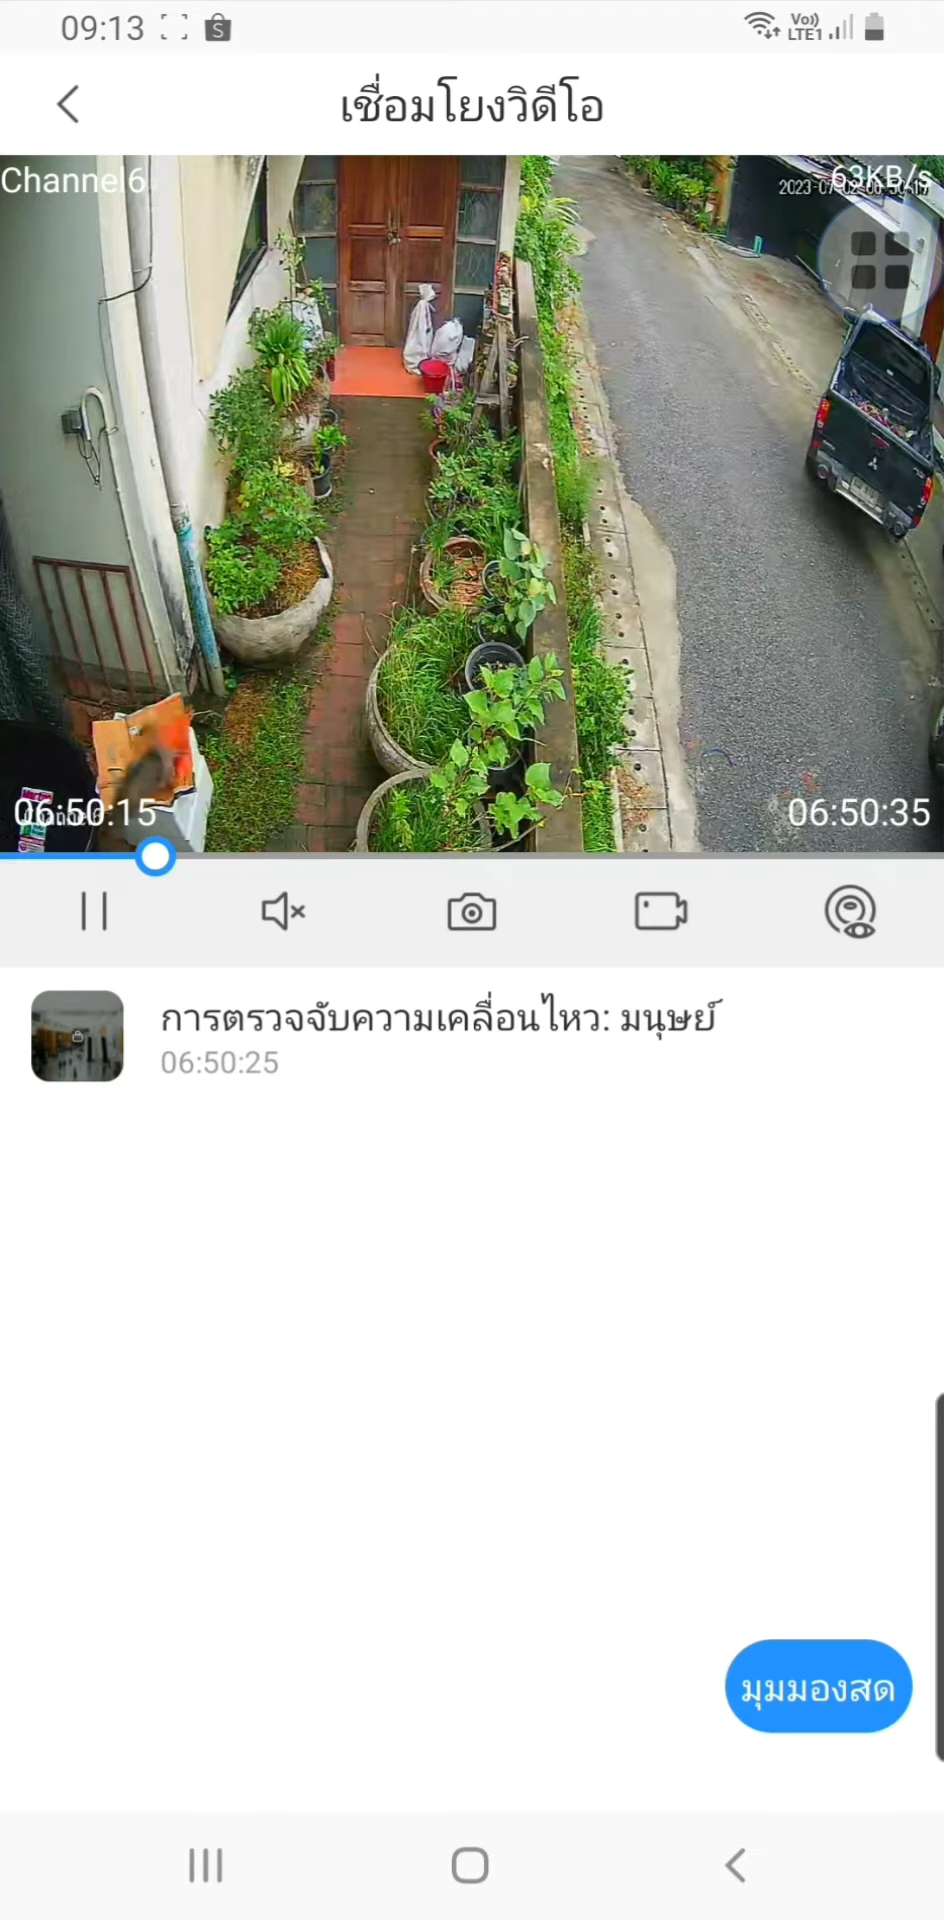 09:13
Vo))
LTE1
เชื่อมโยงวิดีโอ
Channel6
63KB/s
06:50:15
06:50:35
การตรวจจับความเคลื่อนไหว: มนุษย์
06:50:25
มุมมองสด